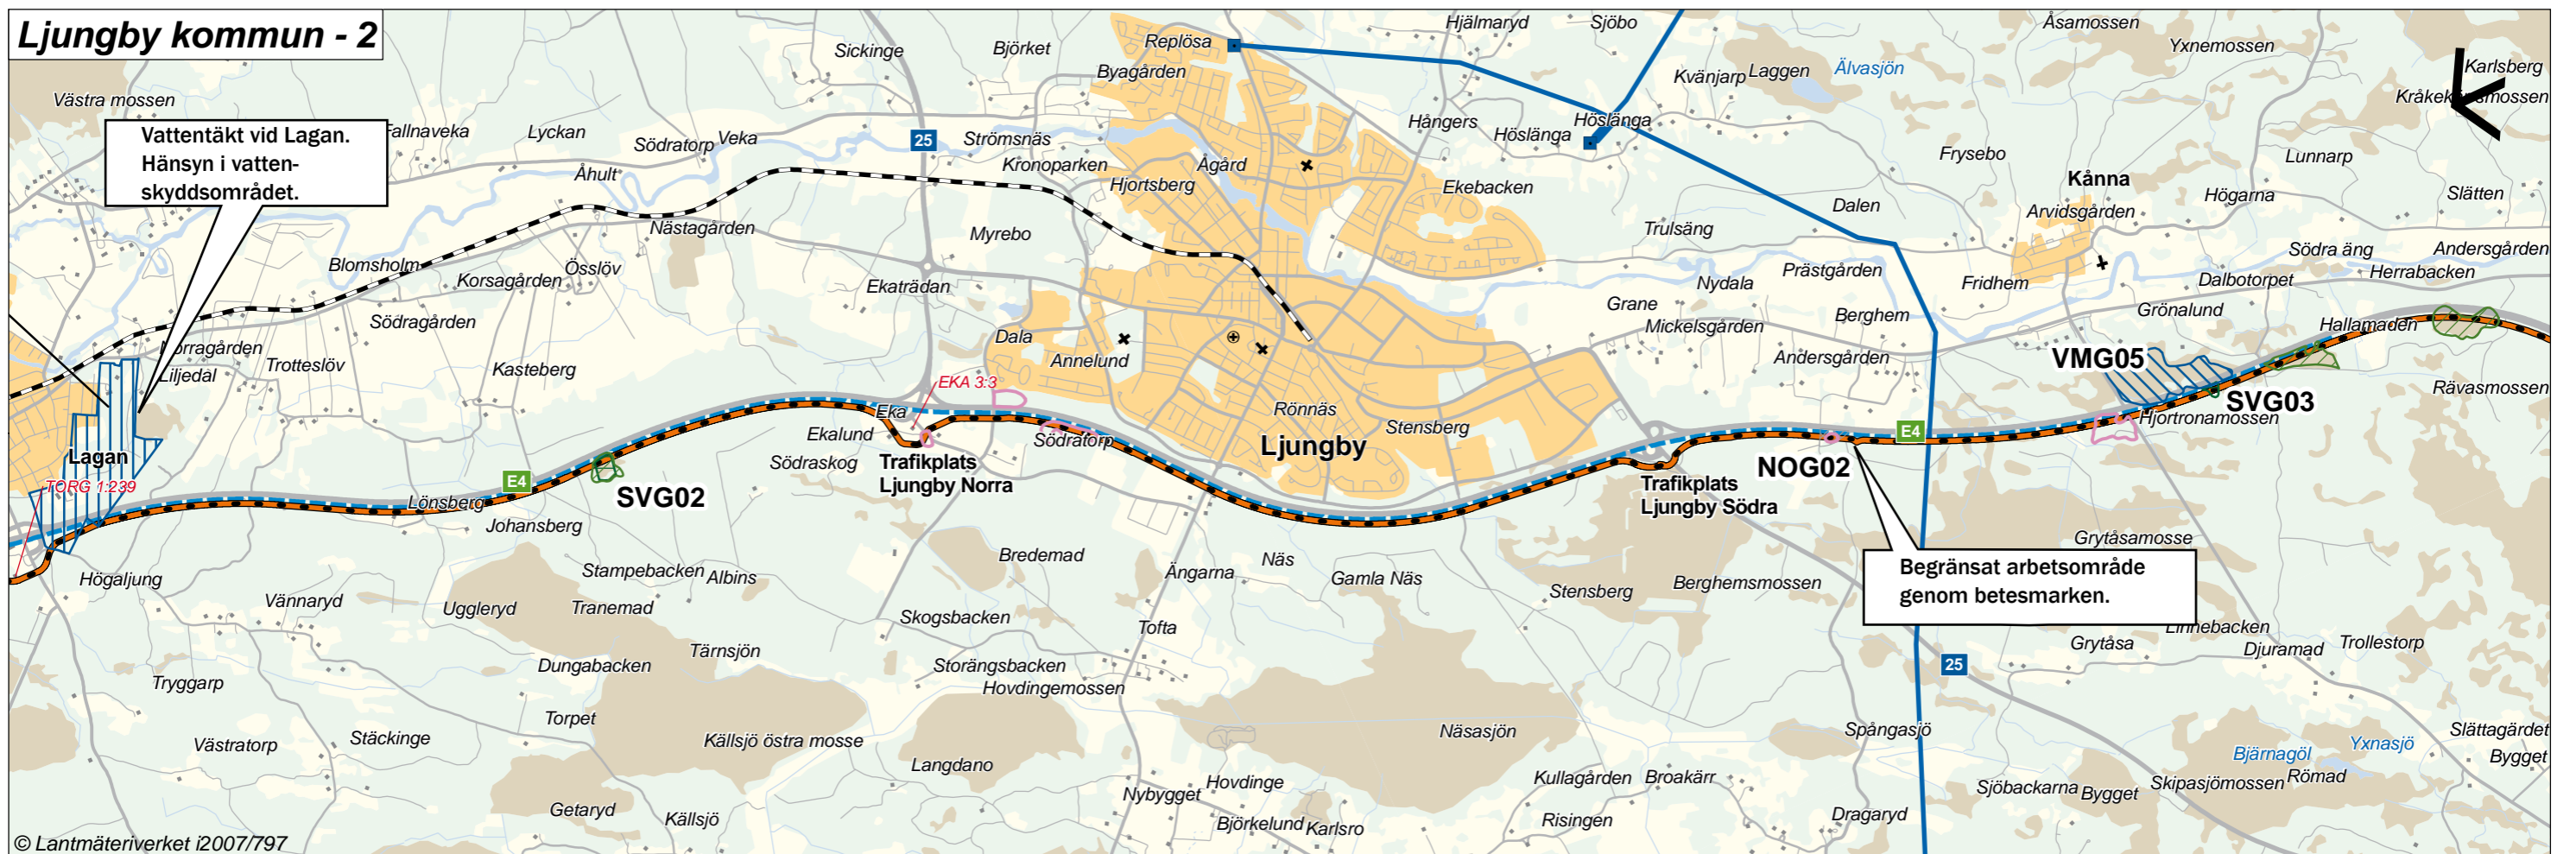 Ljungby kommun - 2
Västra mossen
Vattentäkt vid Lagan.
Hänsyn i vatten-
skyddsområdet.
Fallnaveka
Lyckan
Södratorp
Veka
Åhult
Sickinge
Björket
Replösa
Byagården
25
Strömsnäs
Kronoparken
Hjortsberg
Ågård
Hjälmaryd
Sjöbo
Hångers
Höslänga
Höslänga
Kvänjarp
Laggen
Älvasjön
Åsamossen
Yxnemossen
Karlsberg
Frysebo
Lunnarp
Kånna
Högarna
Slätten
Arvidsgården
Dalen
Ekebacken
Trulsäng
Nästagården
Myrebo
Blomsholm
Korsagården
Össlöv
Ekaträdan
Södragården
Norragården
Liljedal
Trotteslöv
Kasteberg
Dala
Annelund
EKA 3:3
Eka
Ekalund
Södraskog
Södratorp
Trafikplats
Ljungby Norra
Rönnäs
Ljungby
Stensberg
Nydala
Prästgården
Grane
Mickelsgården
Berghem
Andersgården
Fridhem
Södra äng
Andersgården
Herrabacken
Dalbotorpet
Grönalund
Hallamaden
VMG05
SVG03
Hjortronamossen
Rävasmossen
E4
NOG02
Trafikplats
Ljungby Södra
Lagan
TORG 1:239
E4
Lönsberg
Johansberg
SVG02
Högaljung
Vännaryd
Uggleryd
Stampebacken
Albins
Tranemad
Bredemad
Ängarna
Näs
Gamla Näs
Stensberg
Berghemsmossen
Begränsat arbetsområde
genom betesmarken.
Grytåsamosse
Linnebacken
Grytåsa
Djuramad
Trollestorp
Skogsbacken
Tofta
Tärnsjön
Dungabacken
Storängsbacken
Hovdingemossen
Tryggarp
Torpet
Västratorp
Stäckinge
Källsjö östra mosse
Langdano
Getaryd
Källsjö
Nybygget
Hovdinge
Björkelund
Karlsro
Näsasjön
Kullagården
Broakärr
Risingen
25
Spångasjö
Dragaryd
Sjöbackarna
Bygget
Skipasjömossen
Römad
Bjärnagöl
Yxnasjö
Slättagärdet
Bygget
© Lantmäteriverket i2007/797